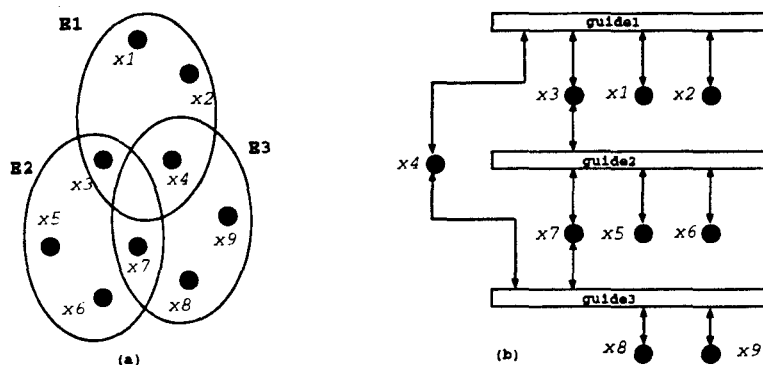 E1
x1
x2
E2
E3
x3
x4
x5
x9
x7
x6
x8
(a)
guide1
x3
x1
x2
x4
guide2
x7
x5
x6
guide3
x8
x9
(b)